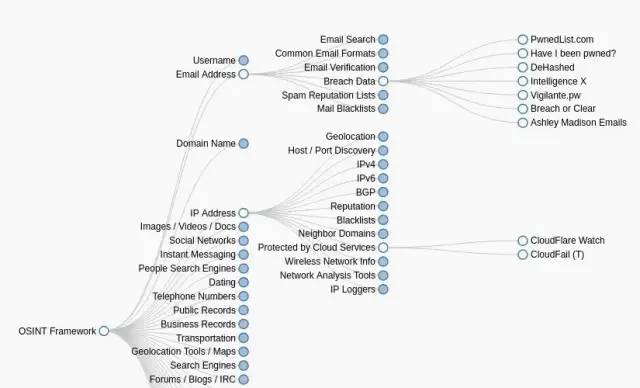 OSINT Framework
Username
Email Address
Email Search
Common Email Formats
Email Verification
Breach Data
PwnedList.com
Have I been pwned?
DeHashed
Intelligence X
Vigilante.pw
Breach or Clear
Ashley Madison Emails
Spam Reputation Lists
Mail Blacklists
Domain Name
IP Address
Geolocation
Host / Port Discovery
IPv4
IPv6
BGP
Reputation
Blacklists
Neighbor Domains
Protected by Cloud Services
CloudFlare Watch
CloudFail (T)
Wireless Network Info
Network Analysis Tools
IP Loggers
Images / Videos / Docs
Social Networks
Instant Messaging
People Search Engines
Dating
Telephone Numbers
Public Records
Business Records
Transportation
Geolocation Tools / Maps
Search Engines
Forums / Blogs / IRC